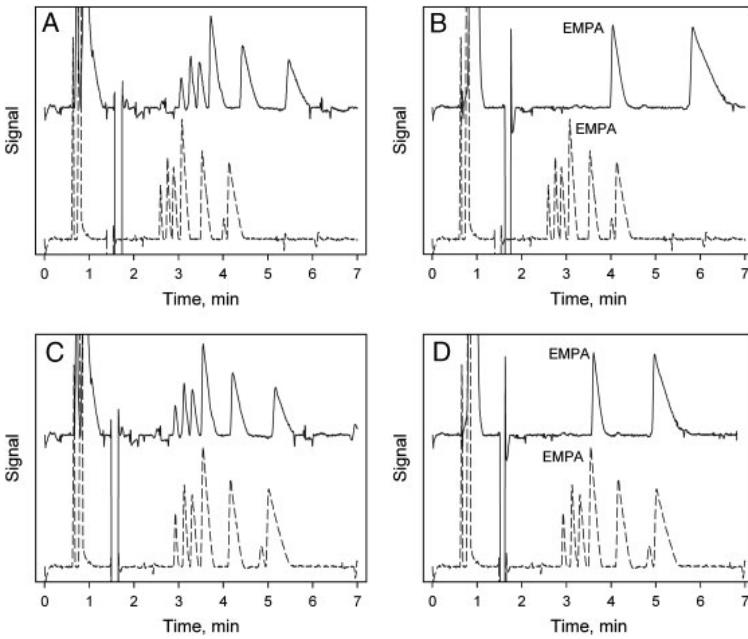 A
Signal
0 1 2 3 4 5 6 7
Time, min
B
EMPA
EMPA
Signal
0 1 2 3 4 5 6 7
Time, min
C
Signal
0 1 2 3 4 5 6 7
Time, min
D
EMPA
EMPA
Signal
0 1 2 3 4 5 6 7
Time, min